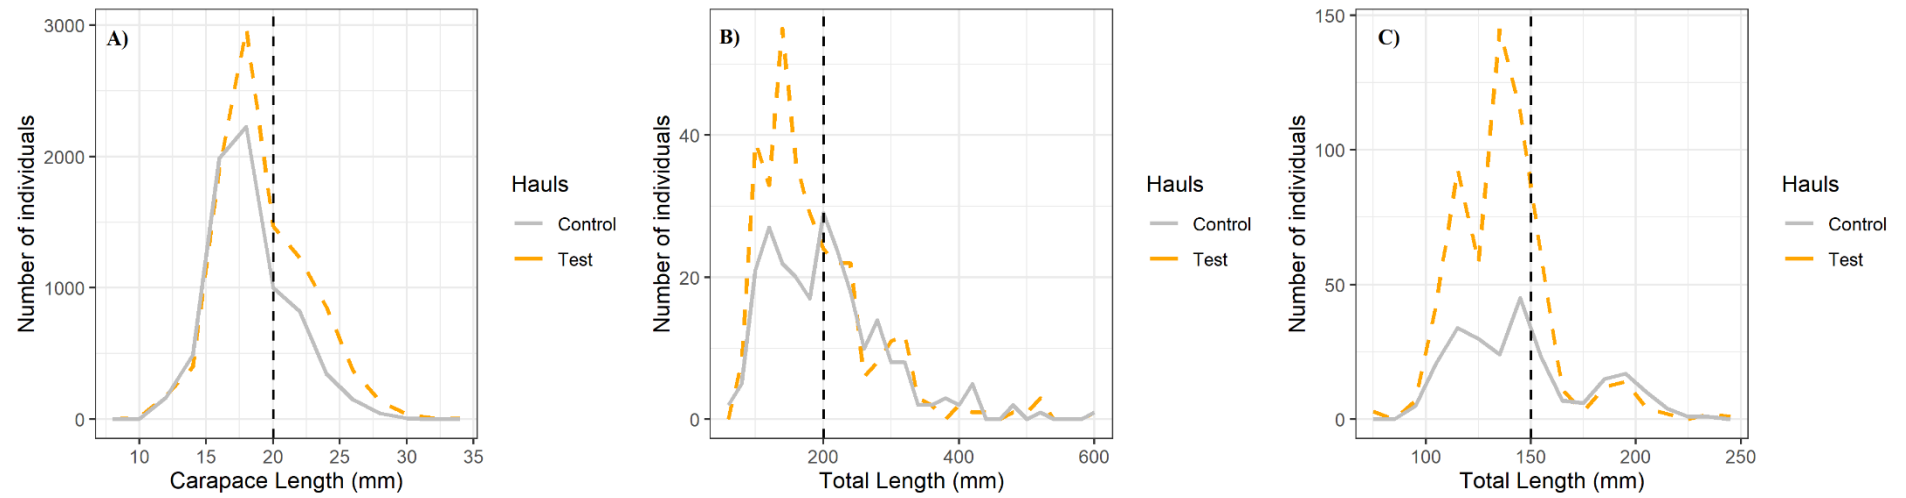 A)
3000
2000
1000
0
Number of individuals
10 15 20 25 30 35
Carapace Length (mm)
Hauls
Control
Test
B)
40
20
0
Number of individuals
200 400 600
Total Length (mm)
Hauls
Control
Test
C)
150
100
50
0
Number of individuals
100 150 200 250
Total Length (mm)
Hauls
Control
Test